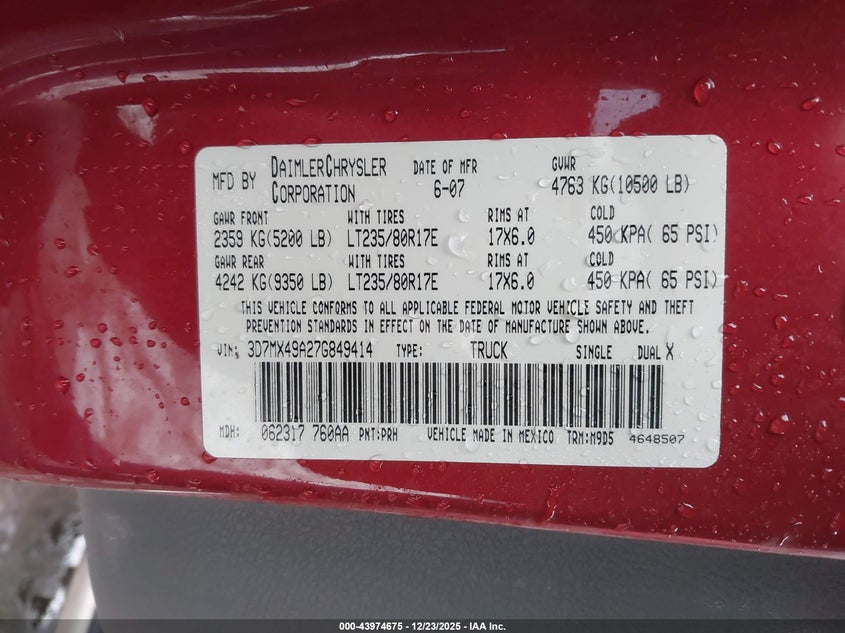 MFD BY DAIMLERCHRYSLER CORPORATION DATE OF MFR 6-07 GVWR 4763 KG(10500 LB)
GAWR FRONT WITH TIRES RIMS AT COLD
2359 KG(5200 LB) LT235/80R17E 17X6.0 450 KPA( 65 PSI)
GAWR REAR WITH TIRES RIMS AT COLD
4242 KG(9350 LB) LT235/80R17E 17X6.0 450 KPA( 65 PSI)
THIS VEHICLE CONFORMS TO ALL APPLICABLE FEDERAL MOTOR VEHICLE SAFETY AND THEFT
PREVENTION STANDARDS IN EFFECT ON THE DATE OF MANUFACTURE SHOWN ABOVE.
VIN: 3D7MX49A27G849414 TYPE: TRUCK SINGLE DUAL X
MDH: 062317 760AA PNT:PRH VEHICLE MADE IN MEXICO TRM:M9D5 4648507
000-43974675 - 12/23/2025 - IAA Inc.